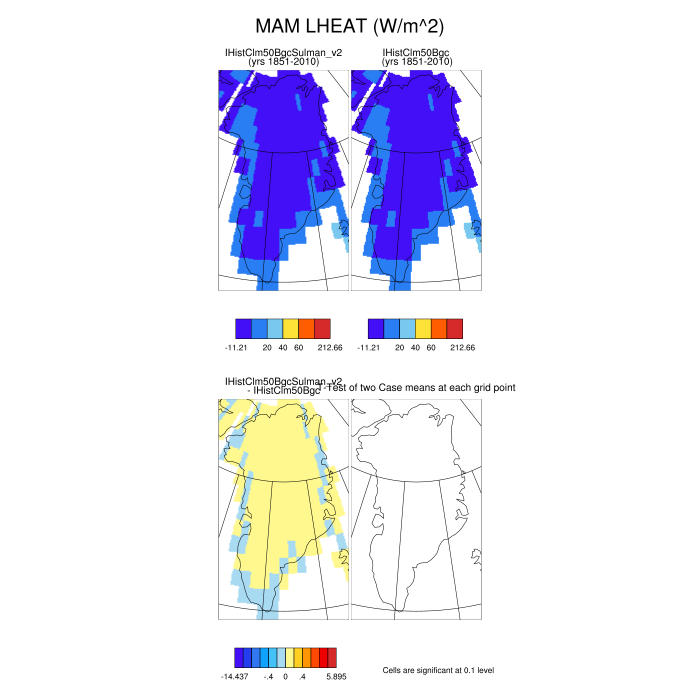 MAM LHEAT (W/m^2)
IHistClm50BgcSulman_v2
(yrs 1851-2010)
IHistClm50Bgc
(yrs 1851-2010)
-11.21 20 40 60 212.66
-11.21 20 40 60 212.66
IHistClm50BgcSulman_v2
- IHistClm50Bgc
T-Test of two Case means at each grid point
-14.437 -.4 0 .4 5.895
Cells are significant at 0.1 level